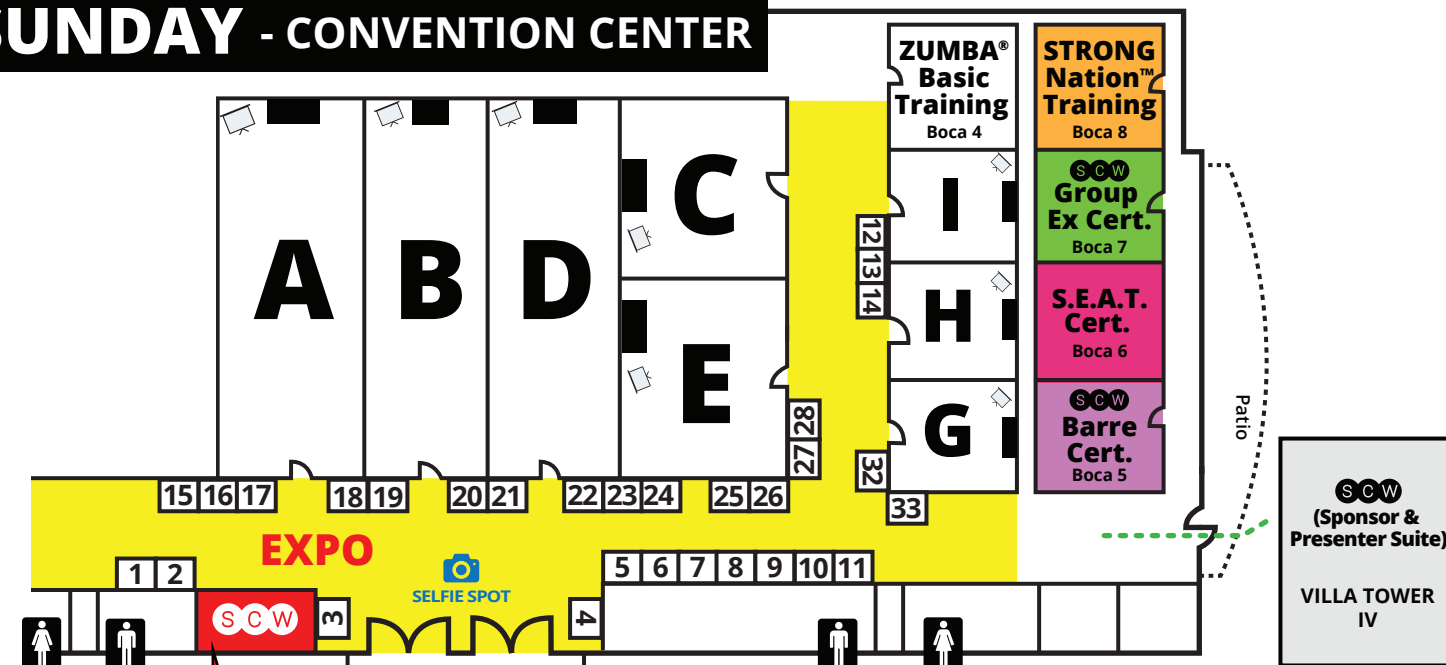 SUNDAY - CONVENTION CENTER
ZUMBA®
Basic
Training
Boca 4
STRONG
Nation™
Training
Boca 8
A
B
D
C
E
I
H
G
SCW
Group
Ex Cert.
Boca 7
S.E.A.T.
Cert.
Boca 6
SCW
Barre
Cert.
Boca 5
12
13
14
28
27
32
33
15 16 17
18 19
20 21
22 23 24
25 26
EXPO
SELFIE SPOT
1 2
SCW
3
4
5 6 7 8 9 10 11
Patio
SCW
(Sponsor &
Presenter Suite)
VILLA TOWER
IV